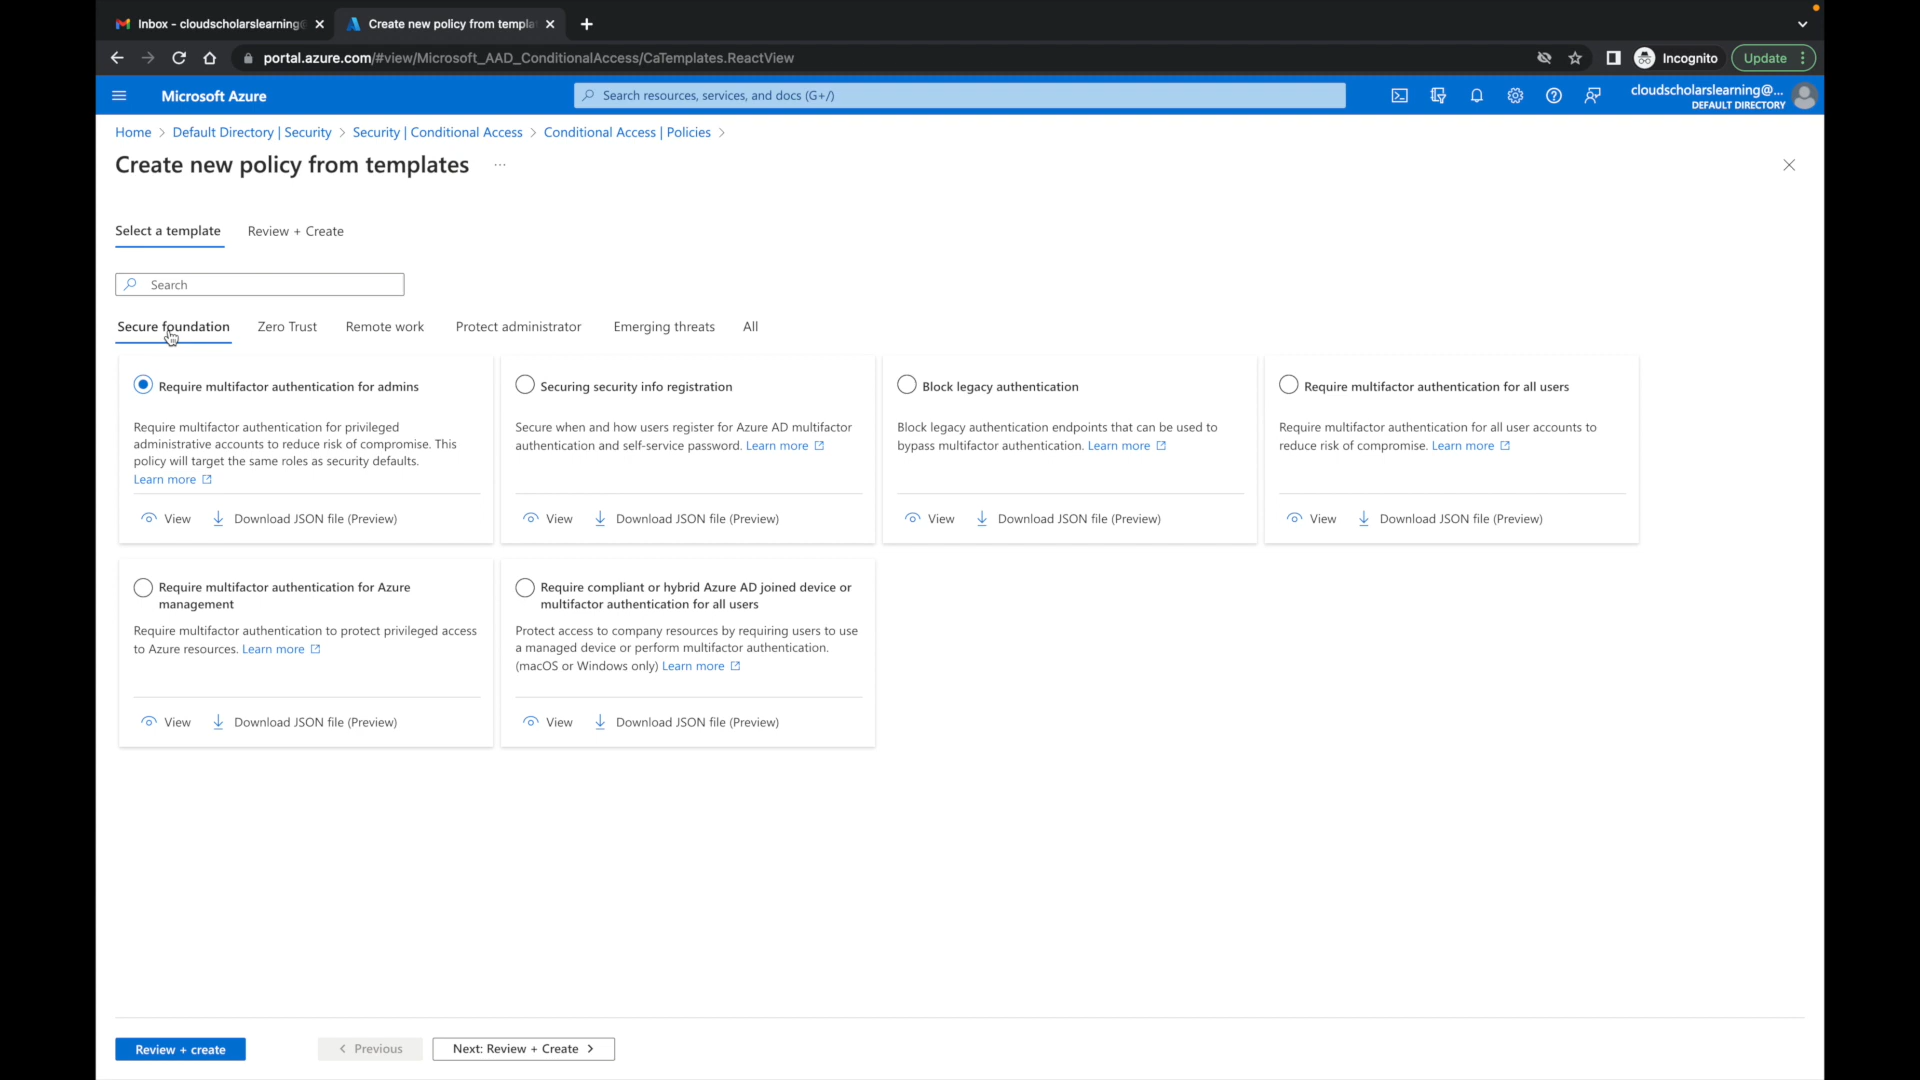 Inbox - cloudscholarslearning@
Create new policy from templa
portal.azure.com/#view/Microsoft_AAD_ConditionalAccess/CaTemplates.ReactView
Incognito
Update
Microsoft Azure
Search resources, services, and docs (G+/)
cloudscholarslearning@...
DEFAULT DIRECTORY
Home > Default Directory | Security > Security | Conditional Access > Conditional Access | Policies >
Create new policy from templates ...
Select a template
Review + Create
Search
Secure foundation
Zero Trust
Remote work
Protect administrator
Emerging threats
All
Require multifactor authentication for admins
Require multifactor authentication for privileged
administrative accounts to reduce risk of compromise. This
policy will target the same roles as security defaults.
Learn more
View
Download JSON file (Preview)
Securing security info registration
Secure when and how users register for Azure AD multifactor
authentication and self-service password. Learn more
View
Download JSON file (Preview)
Block legacy authentication
Block legacy authentication endpoints that can be used to
bypass multifactor authentication. Learn more
View
Download JSON file (Preview)
Require multifactor authentication for all users
Require multifactor authentication for all user accounts to
reduce risk of compromise. Learn more
View
Download JSON file (Preview)
Require multifactor authentication for Azure
management
Require multifactor authentication to protect privileged access
to Azure resources. Learn more
View
Download JSON file (Preview)
Require compliant or hybrid Azure AD joined device or
multifactor authentication for all users
Protect access to company resources by requiring users to use
a managed device or perform multifactor authentication.
(macOS or Windows only) Learn more
View
Download JSON file (Preview)
Review + create
< Previous
Next: Review + Create >